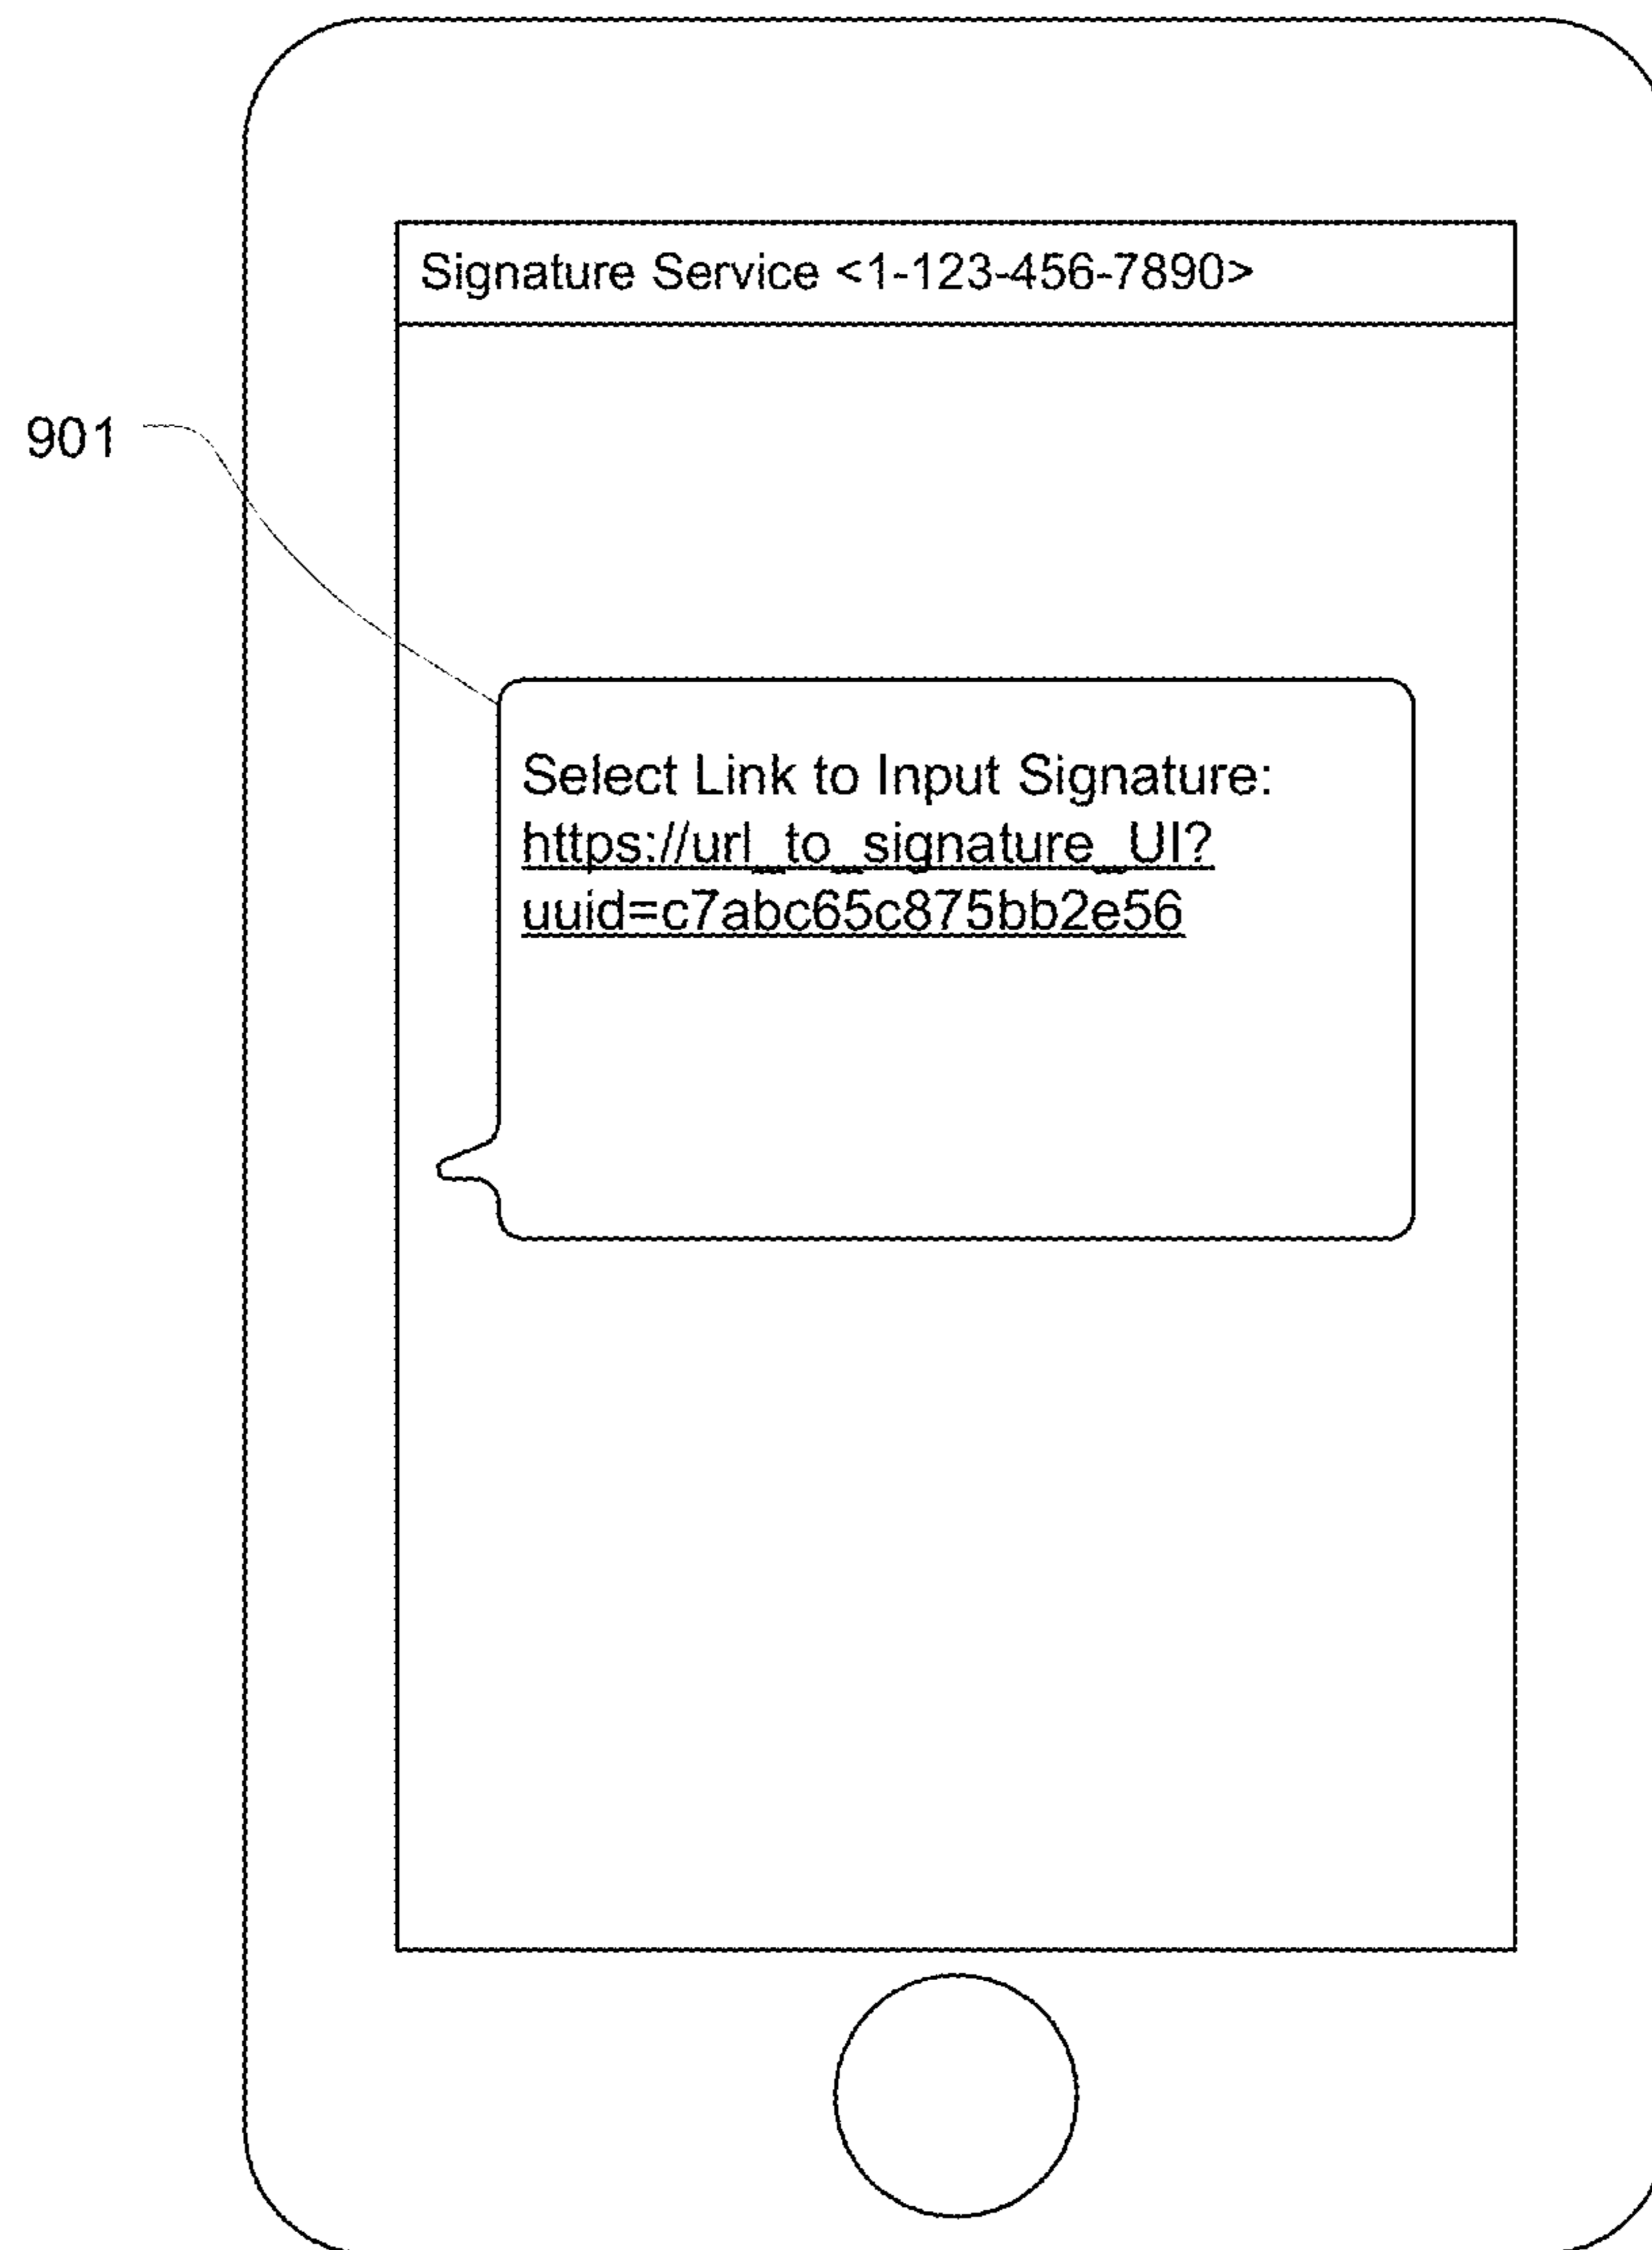 Signature Service <1-123-456-7890>
901
Select Link to Input Signature:
https://url_to_signature_UI?
uuid=c7abc65c875bb2e56